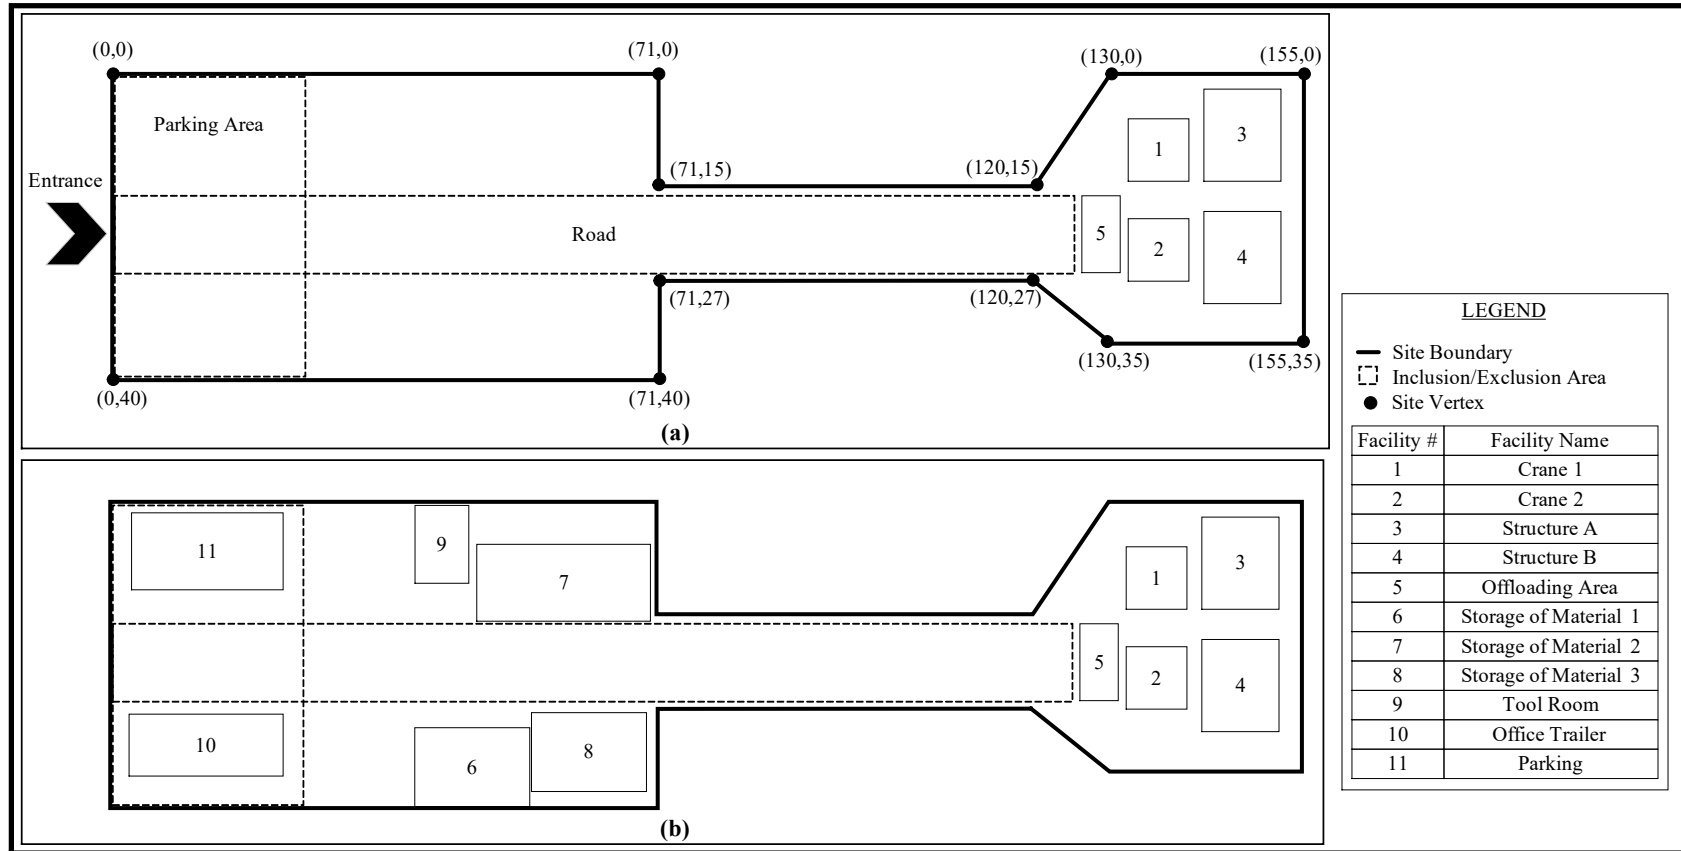 (0,0)
(71,0)
(130,0)
(155,0)
Parking Area
1
3
Entrance
(71,15)
(120,15)
Road
5
2
4
(71,27)
(120,27)
(130,35)
(155,35)
(0,40)
(71,40)
(a)
11
9
7
1
3
5
2
4
10
6
8
(b)
LEGEND
Site Boundary
Inclusion/Exclusion Area
Site Vertex
Facility # Facility Name
1 Crane 1
2 Crane 2
3 Structure A
4 Structure B
5 Offloading Area
6 Storage of Material 1
7 Storage of Material 2
8 Storage of Material 3
9 Tool Room
10 Office Trailer
11 Parking